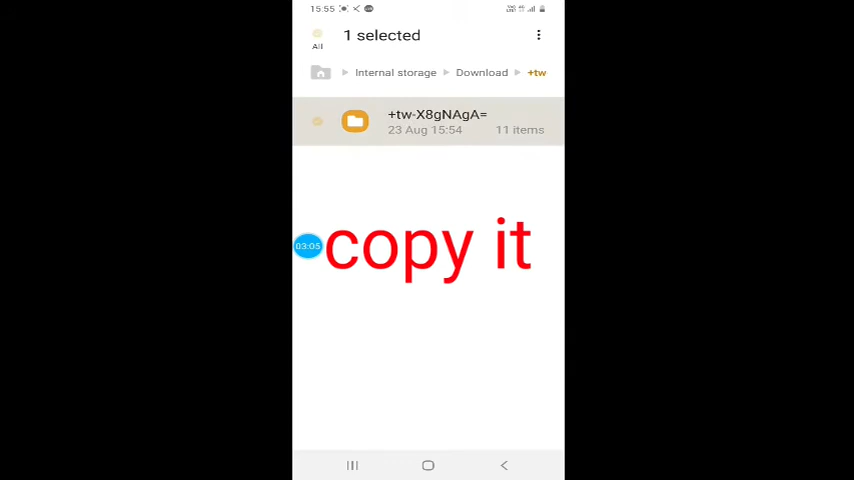 15:55
All
1 selected
Internal storage
Download
+tw
+tw-X8gNAgA=
23 Aug 15:54
11 items
03:05
copy it